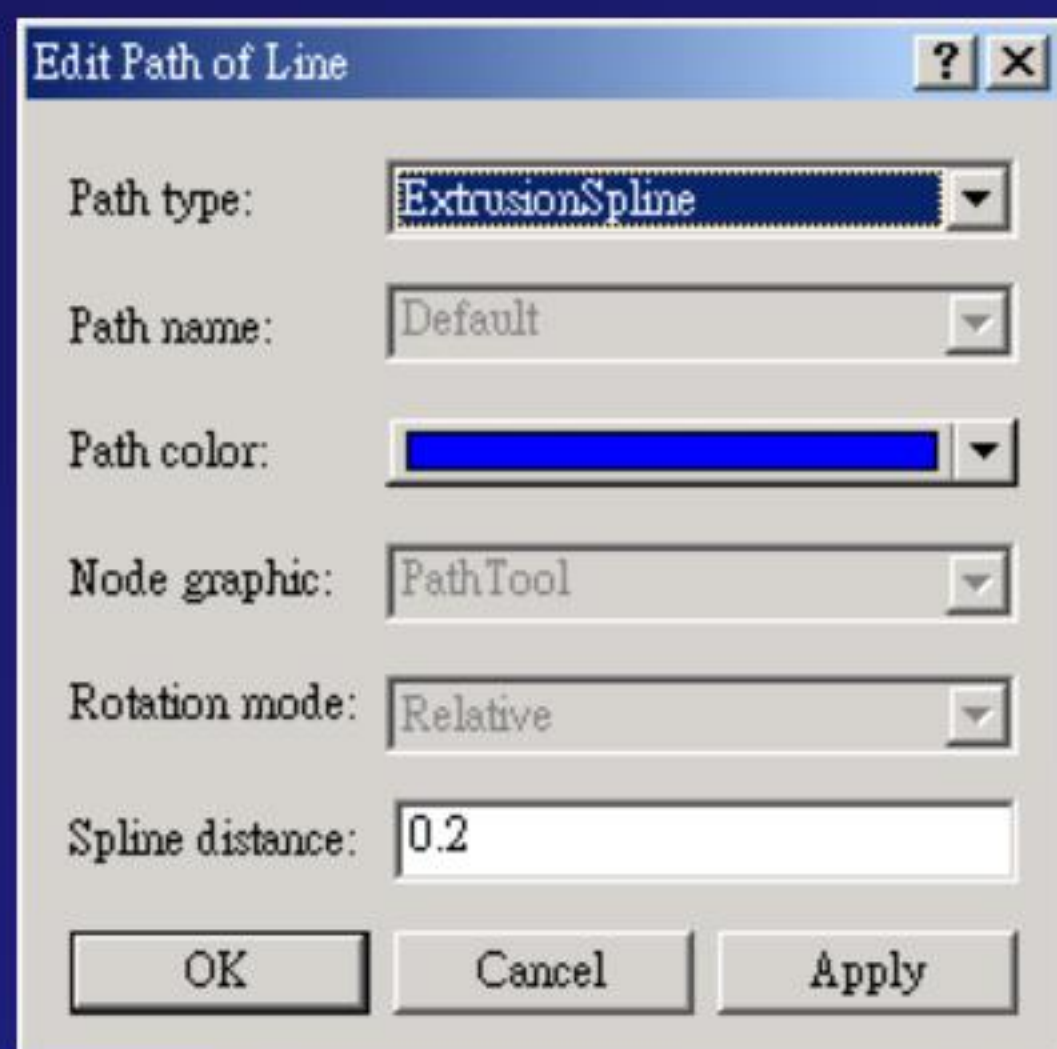 Edit Path of Line ? ×
Path type: ExtrusionSpline
Path name: Default
Path color:
Node graphic: PathTool
Rotation mode: Relative
Spline distance: 0.2
OK Cancel Apply